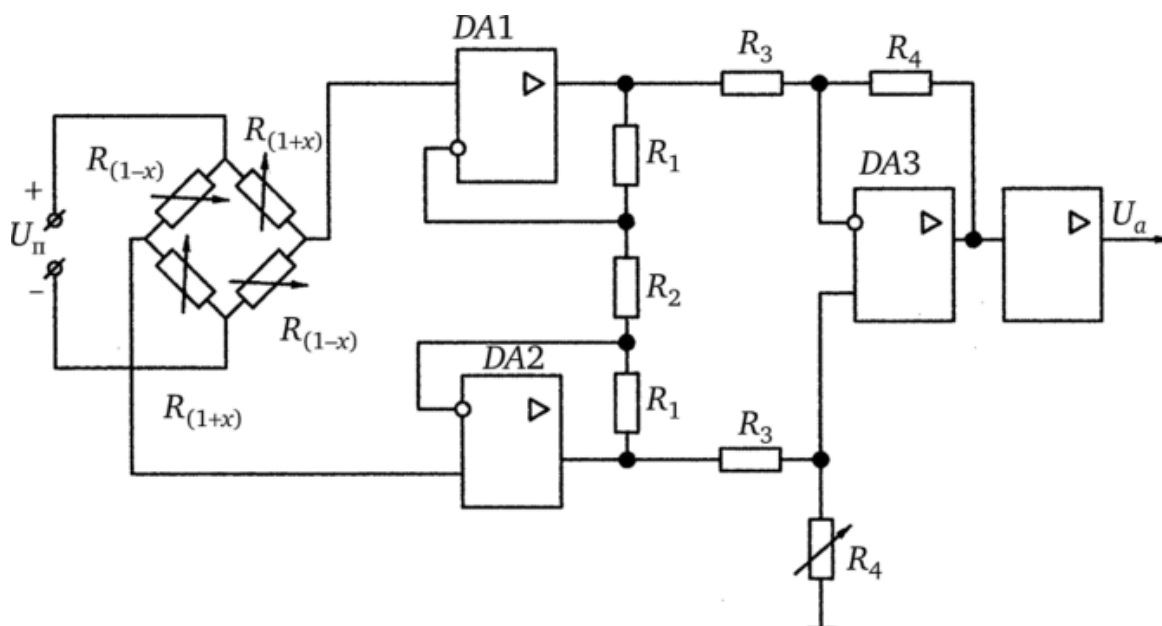 DA1
R₃
R₄
R₍₁₊ₓ₎
R₍₁₋ₓ₎
R₁
DA3
+
Uₐ
Uп
R₂
−
R₍₁₋ₓ₎
DA2
R₁
R₍₁₊ₓ₎
R₃
R₄